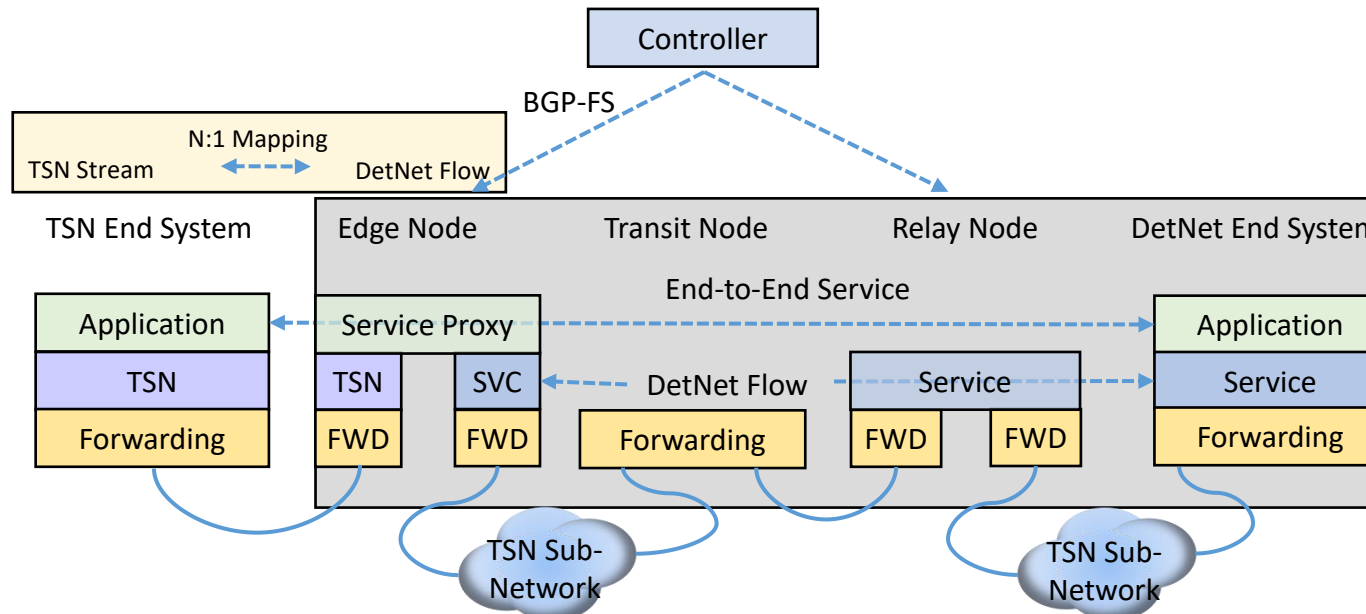 Controller
BGP-FS
N:1 Mapping
TSN Stream
DetNet Flow
TSN End System
Edge Node
Transit Node
Relay Node
DetNet End System
End-to-End Service
Application
Service Proxy
Application
TSN
TSN
SVC
DetNet Flow
Service
Service
Forwarding
FWD
FWD
Forwarding
FWD
FWD
Forwarding
TSN Sub-
Network
TSN Sub-
Network